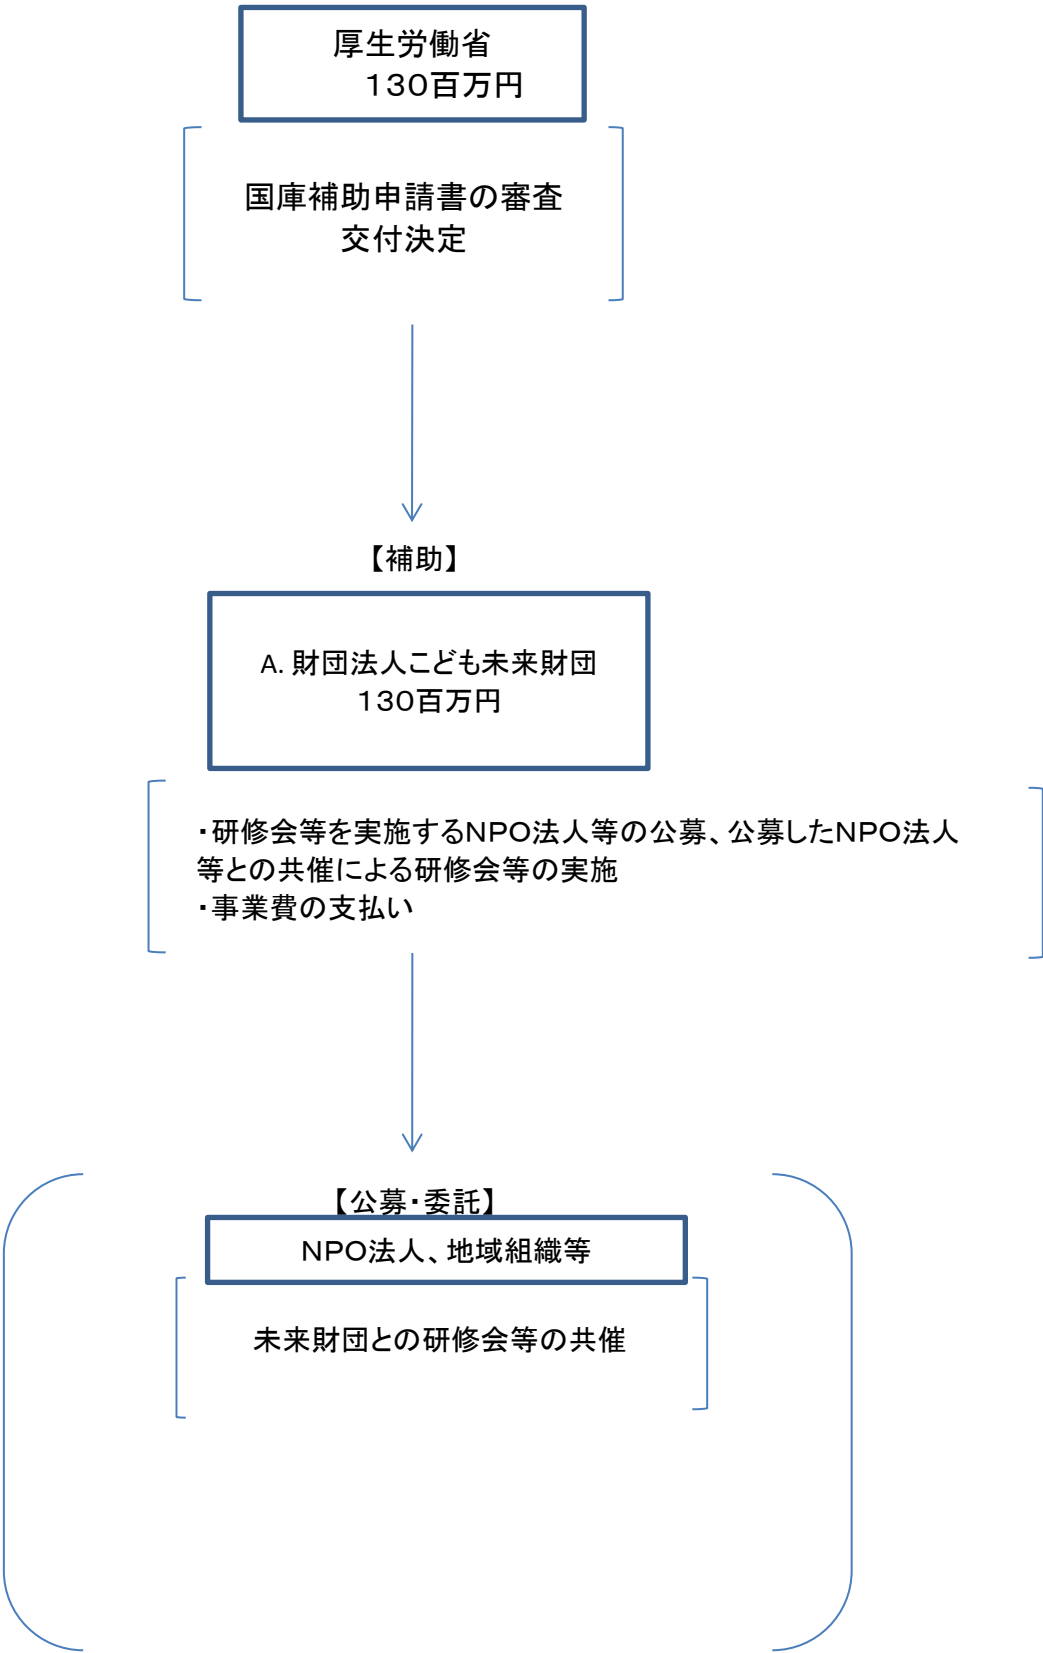 厚生労働省
１３０百万円
国庫補助申請書の審査
交付決定
【補助】
A. 財団法人こども未来財団
１３０百万円
・研修会等を実施するＮＰＯ法人等の公募、公募したＮＰＯ法人
等との共催による研修会等の実施
・事業費の支払い
【公募・委託】
ＮＰＯ法人、地域組織等
未来財団との研修会等の共催